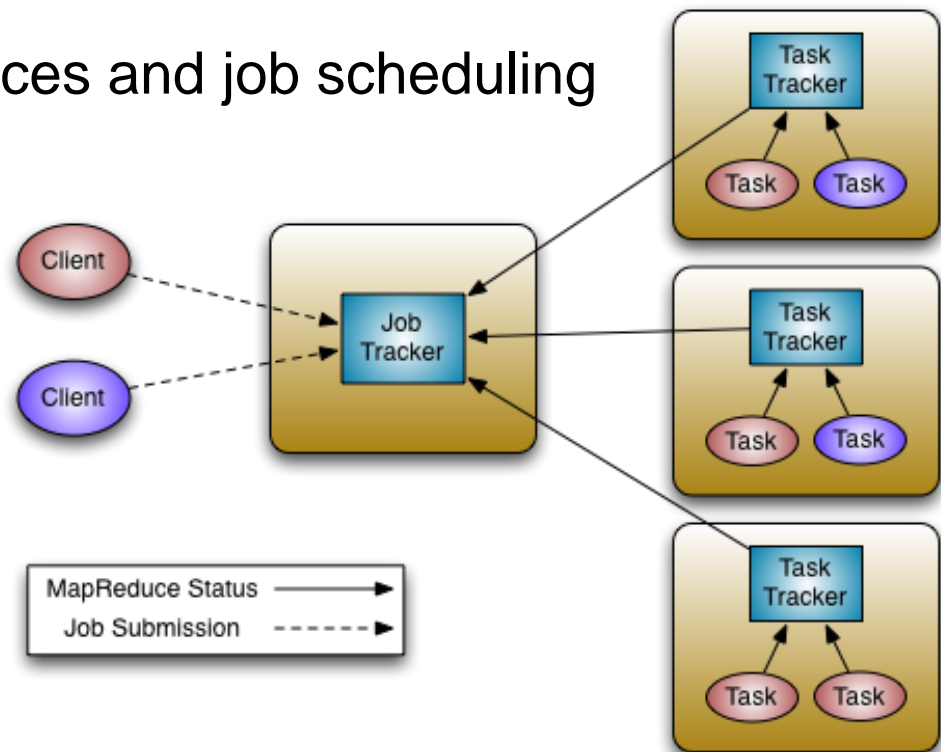 ces and job scheduling
Task
Tracker
Task
Task
Client
Job
Tracker
Client
Task
Tracker
Task
Task
Task
Tracker
Task
Task
MapReduce Status
Job Submission